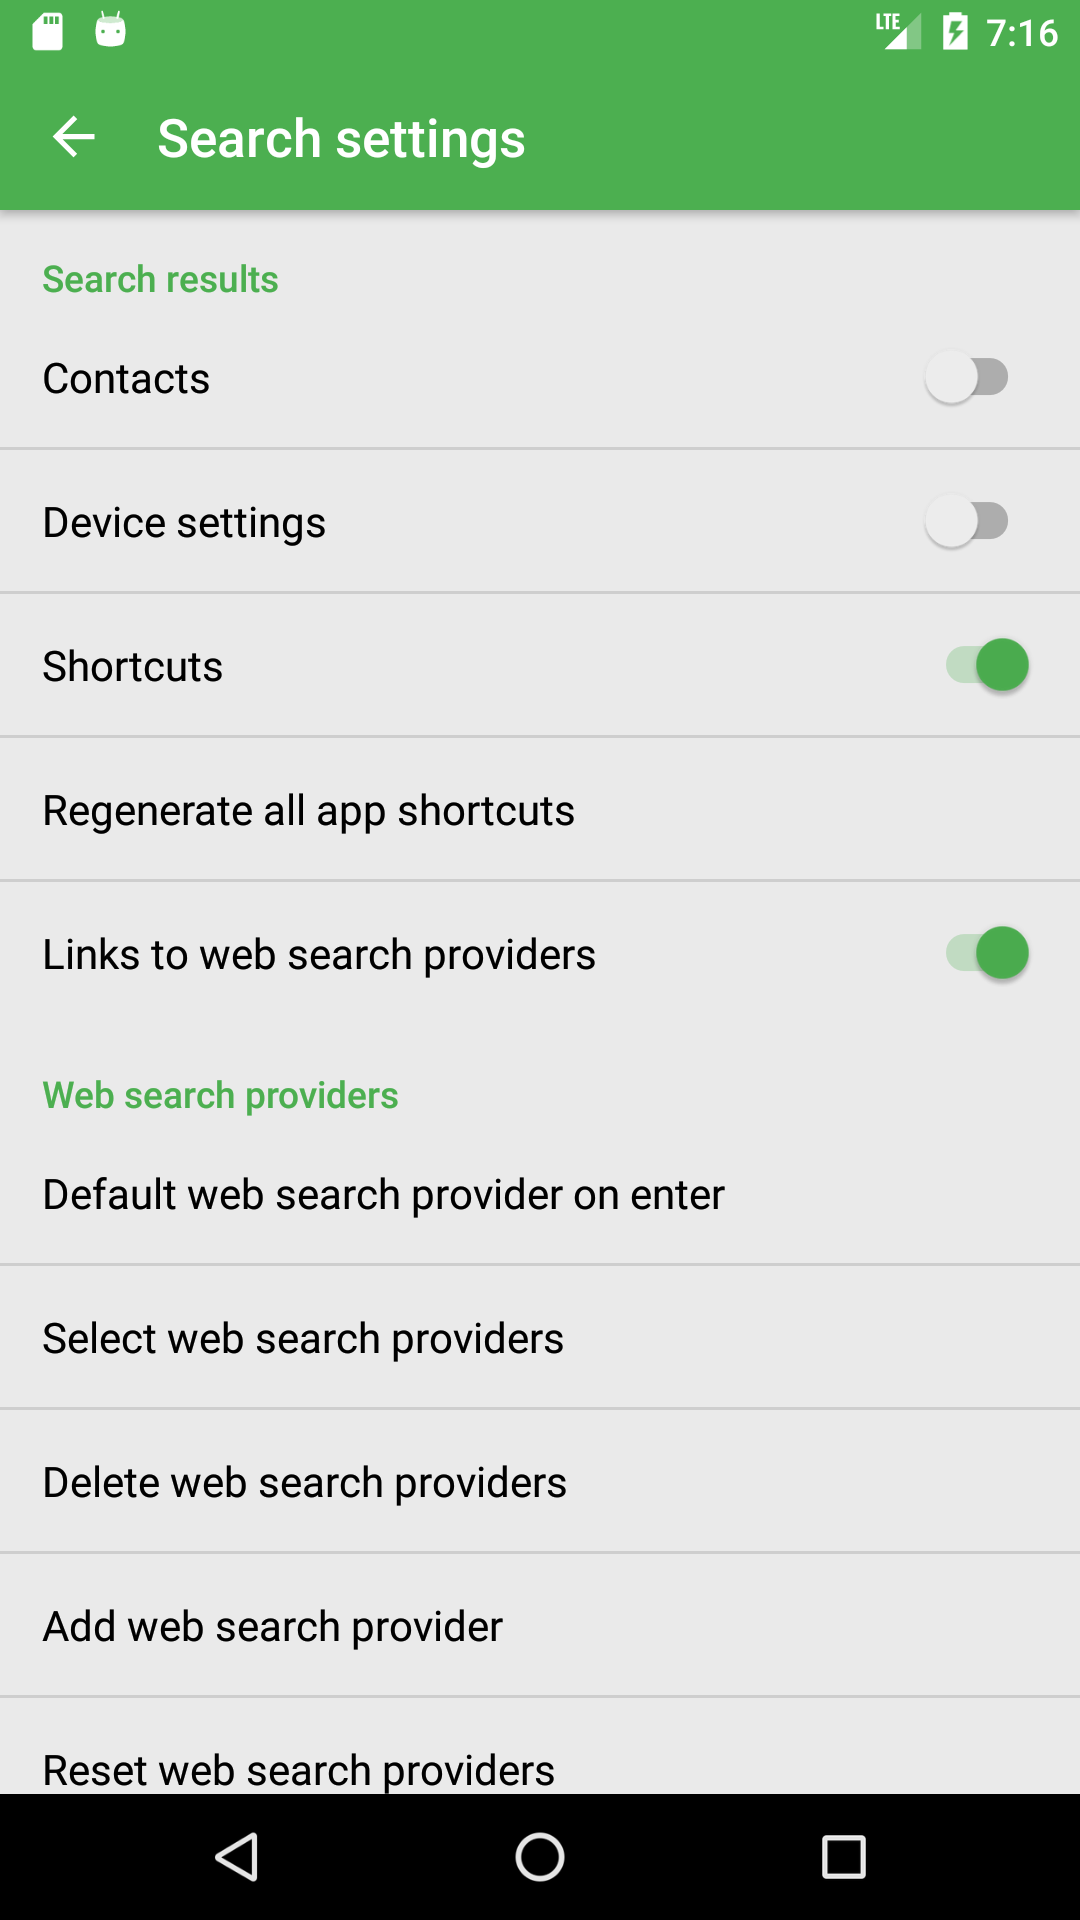 LTE 7:16
Search settings
Search results
Contacts
Device settings
Shortcuts
Regenerate all app shortcuts
Links to web search providers
Web search providers
Default web search provider on enter
Select web search providers
Delete web search providers
Add web search provider
Reset web search providers